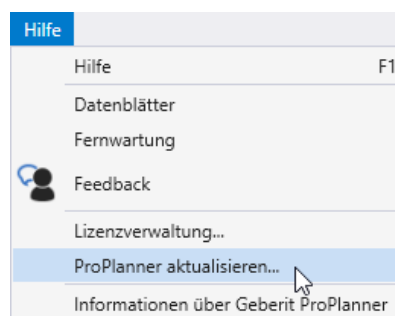 Hilfe
Hilfe F1
Datenblätter
Fernwartung
Feedback
Lizenzverwaltung...
ProPlanner aktualisieren...
Informationen über Geberit ProPlanner